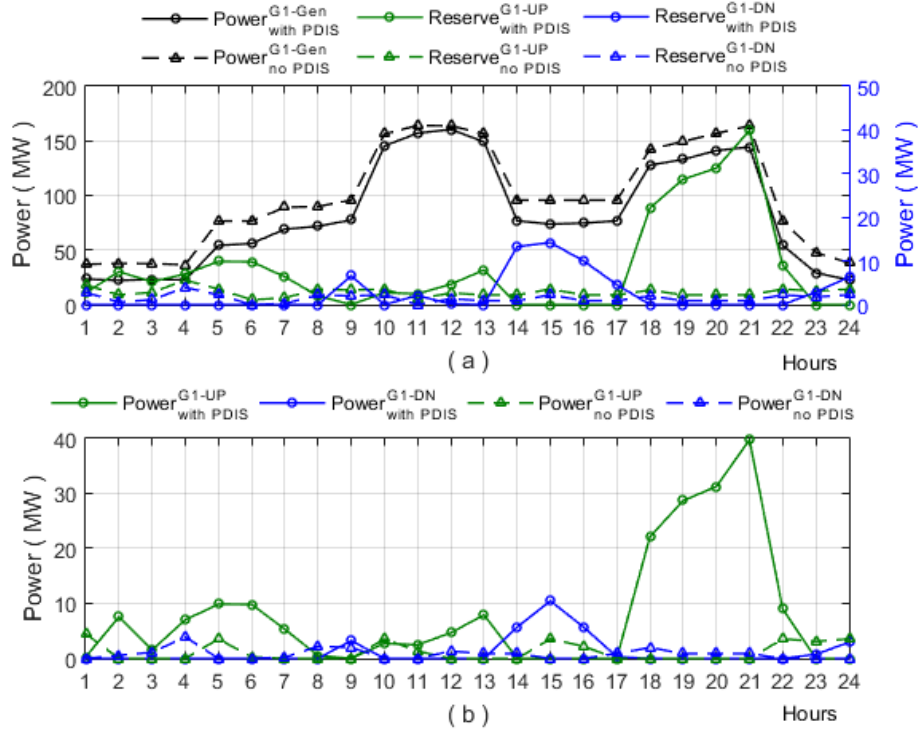 Power G1-Gen with PDIS Reserve G1-UP with PDIS Reserve G1-DN with PDIS
Power G1-Gen no PDIS Reserve G1-UP no PDIS Reserve G1-DN no PDIS
200 50
150 40
100 30
50 20
0 10
0
Power ( MW )
Power ( MW )
1 2 3 4 5 6 7 8 9 10 11 12 13 14 15 16 17 18 19 20 21 22 23 24
( a ) Hours
Power G1-UP with PDIS Power G1-DN with PDIS Power G1-UP no PDIS Power G1-DN no PDIS
40
30
20
10
0
Power ( MW )
1 2 3 4 5 6 7 8 9 10 11 12 13 14 15 16 17 18 19 20 21 22 23 24
( b ) Hours